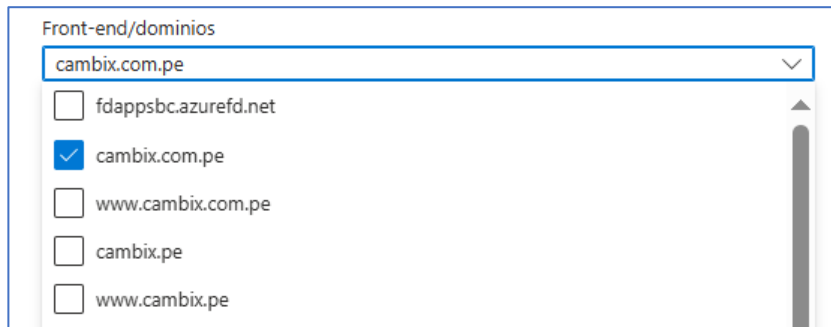 Front-end/dominios
cambix.com.pe
fdappsbc.azurefd.net
cambix.com.pe
www.cambix.com.pe
cambix.pe
www.cambix.pe